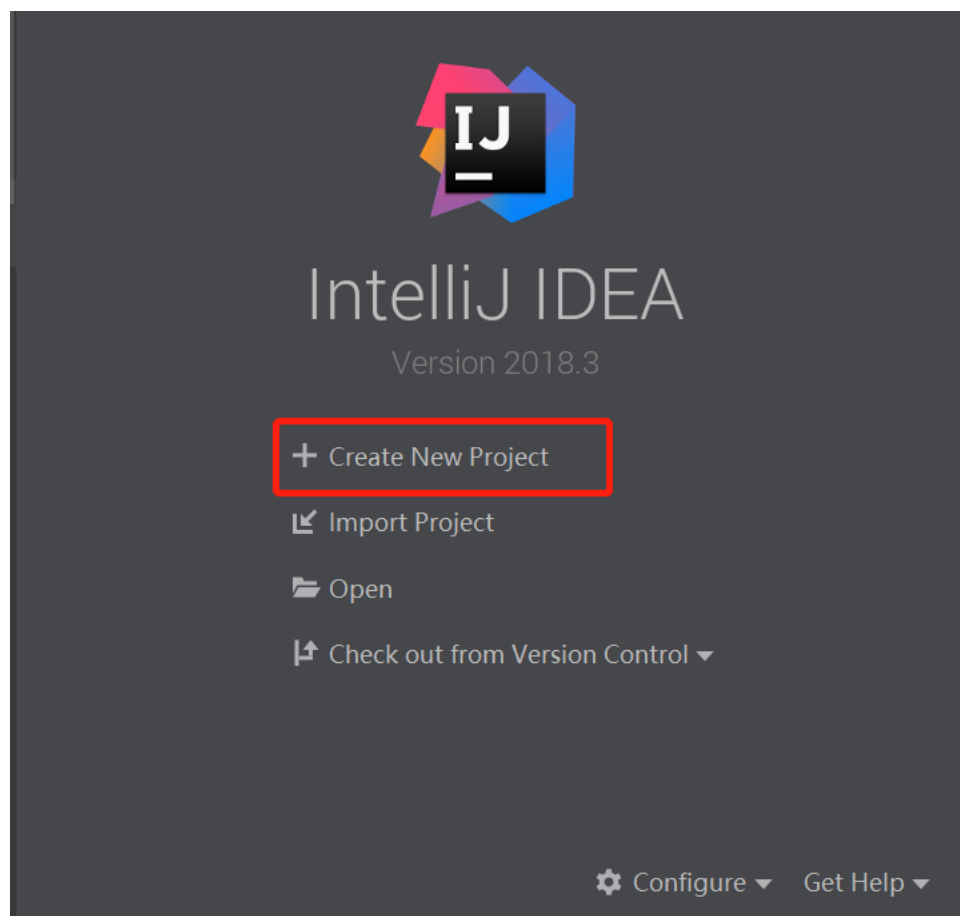 IJ
IntelliJ IDEA
Version 2018.3
Create New Project
Import Project
Open
Check out from Version Control
Configure Get Help